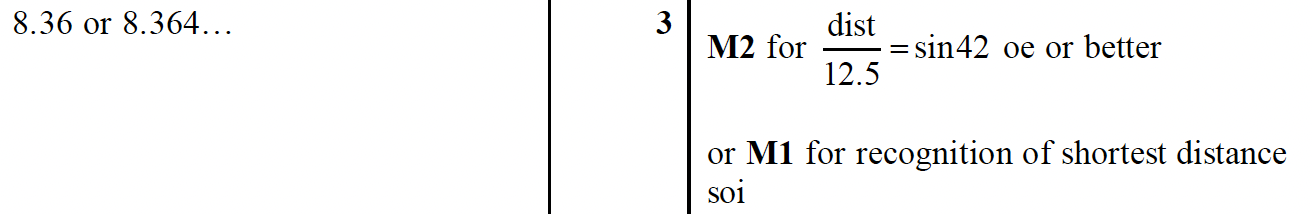 8.36 or 8.364…
3
M2 for dist/12.5 = sin42 oe or better
or M1 for recognition of shortest distance
soi